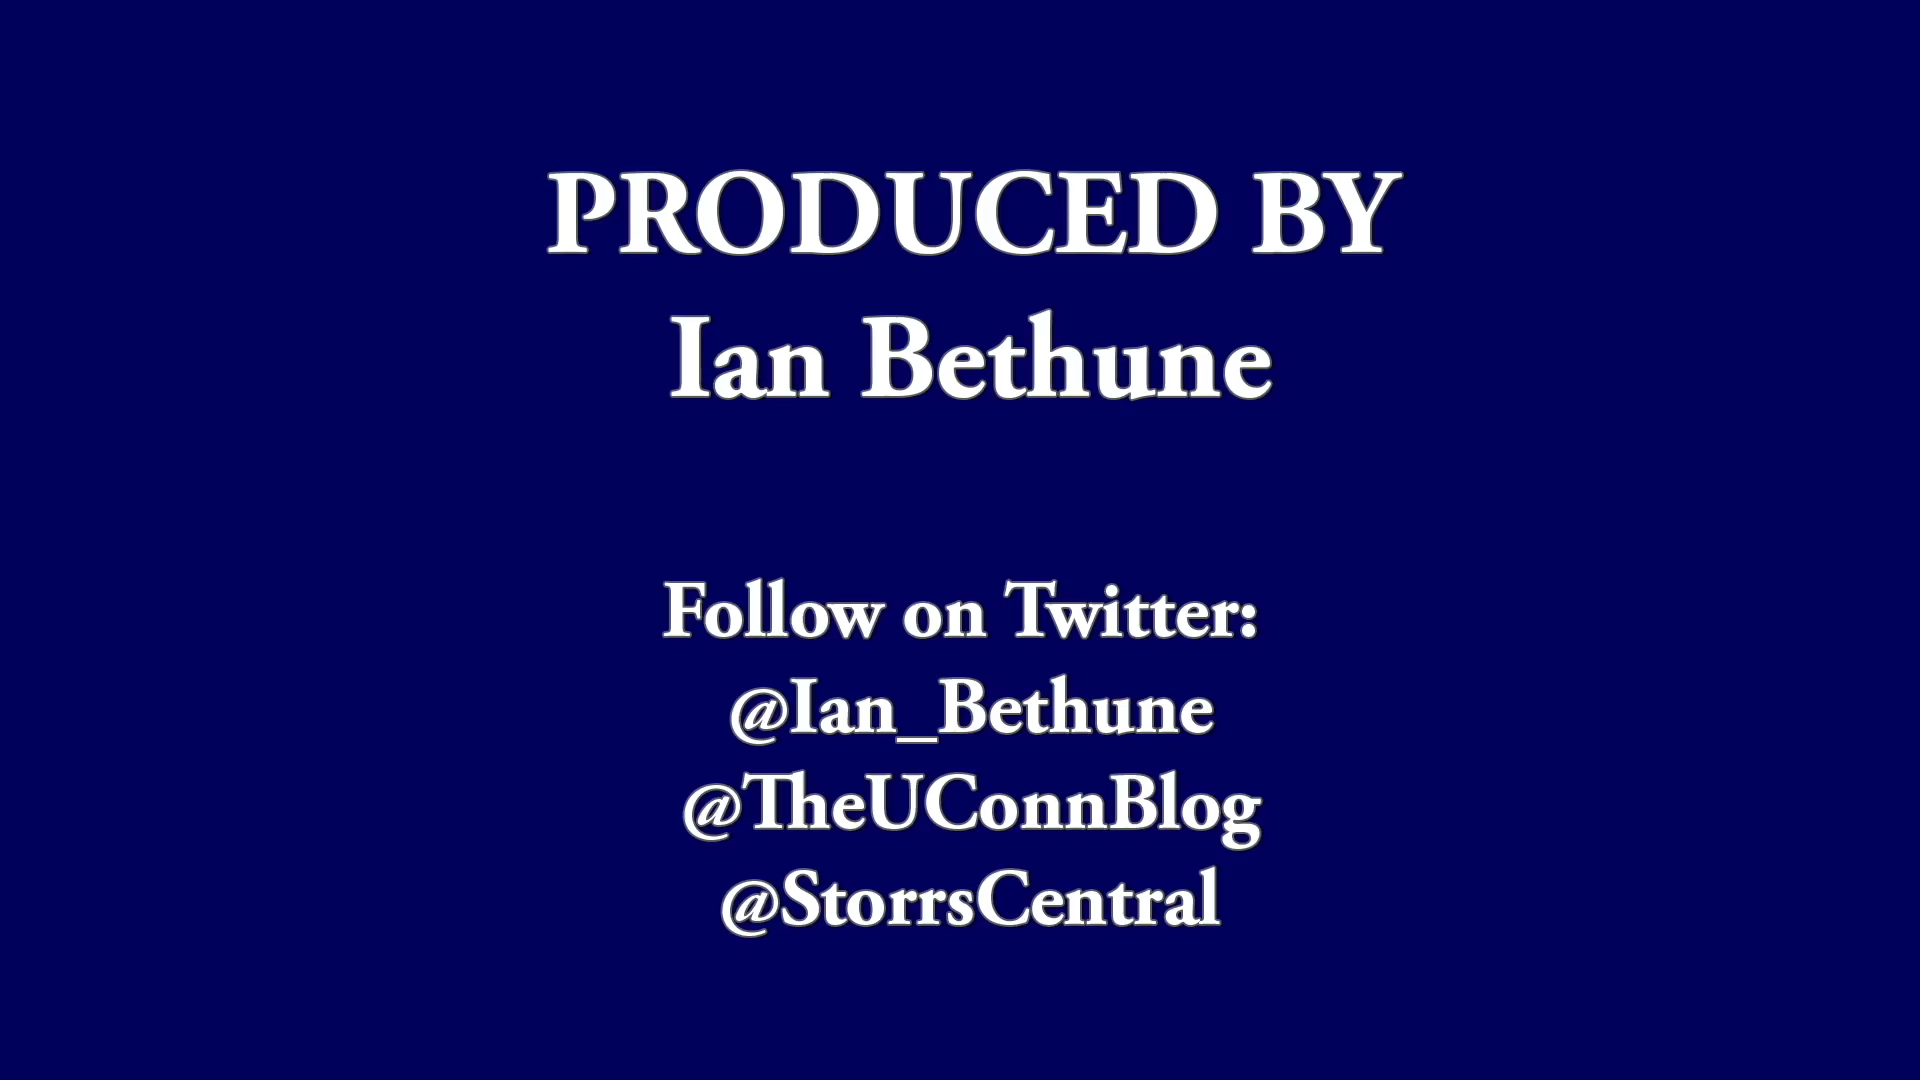 PRODUCED BY
Ian Bethune
Follow on Twitter:
@Ian_Bethune
@TheUConnBlog
@StorrsCentral